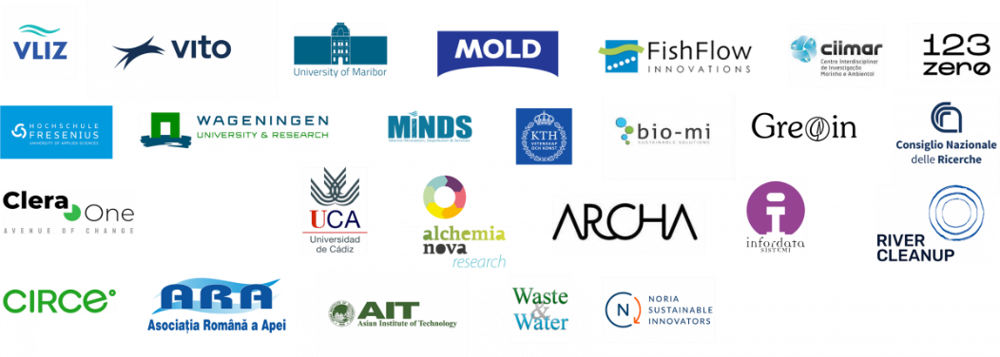 VLIZ
vito
University of Maribor
MOLD
FishFlow
INNOVATIONS
ciimar
Centro Interdisciplinar
de Investigação
Marinha e Ambiental
123
zero
HOCHSCHULE
FRESENIUS
UNIVERSITY OF APPLIED SCIENCES
WAGENINGEN
UNIVERSITY & RESEARCH
MINDS
KTH
VETENSKAP
OCH KONST
bio-mi
SUSTAINABLE SOLUTIONS
Greoin
Consiglio Nazionale
delle Ricerche
Clera One
AVENUE OF CHANGE
UCA
Universidad
de Cádiz
alchemia
nova
research
ARCHA
infordata
SISTEMI
RIVER
CLEANUP
CIRCE
ARA
Asociația Română a Apei
AIT
Asian Institute of Technology
Waste
&
Water
N
NORIA
SUSTAINABLE
INNOVATORS